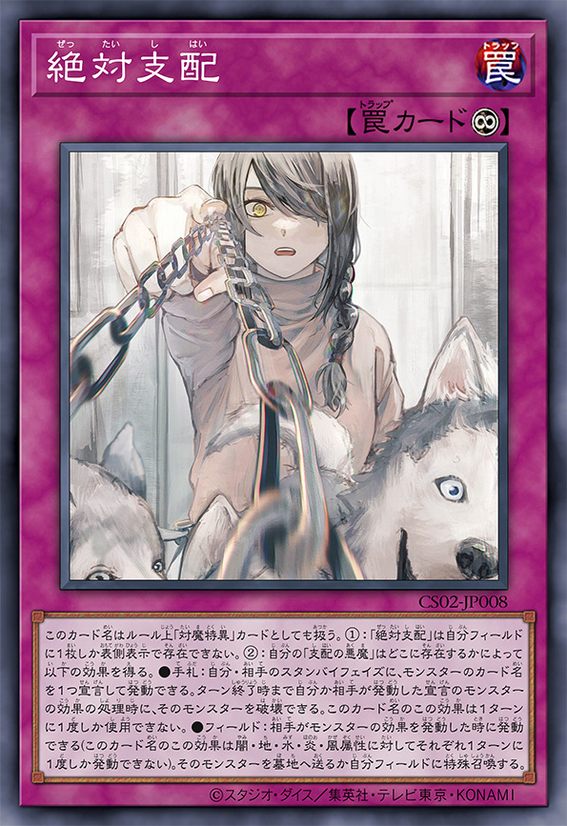 絶対支配
ぜっ たい し はい
トラップ
罠
【罠カード】
トラップ
CS02-JP008
このカード名はルール上「対魔特異」カードとしても扱う。①：「絶対支配」は自分フィールド
に1枚しか表側表示で存在できない。②：自分の「支配の悪魔」はどこに存在するかによって
以下の効果を得る。●手札：自分・相手のスタンバイフェイズに、モンスターのカード名
を1つ宣言して発動できる。ターン終了時まで自分か相手が発動した宣言のモンスター
の効果の処理時に、そのモンスターを破壊できる。このカード名のこの効果は1ターン
に1度しか使用できない。●フィールド：相手がモンスターの効果を発動した時に発動
できる(このカード名のこの効果は闇・地・水・炎・風属性に対してそれぞれ1ターンに
1度しか発動できない)。そのモンスターを墓地へ送るか自分フィールドに特殊召喚する。
©スタジオ・ダイス／集英社・テレビ東京・KONAMI